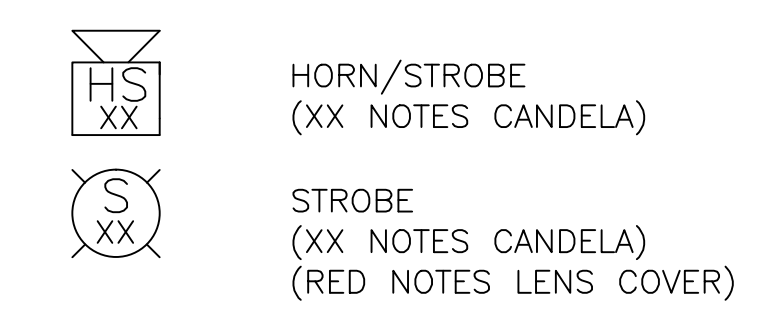 HS
XX
HORN/STROBE
(XX NOTES CANDELA)
S
XX
STROBE
(XX NOTES CANDELA)
(RED NOTES LENS COVER)